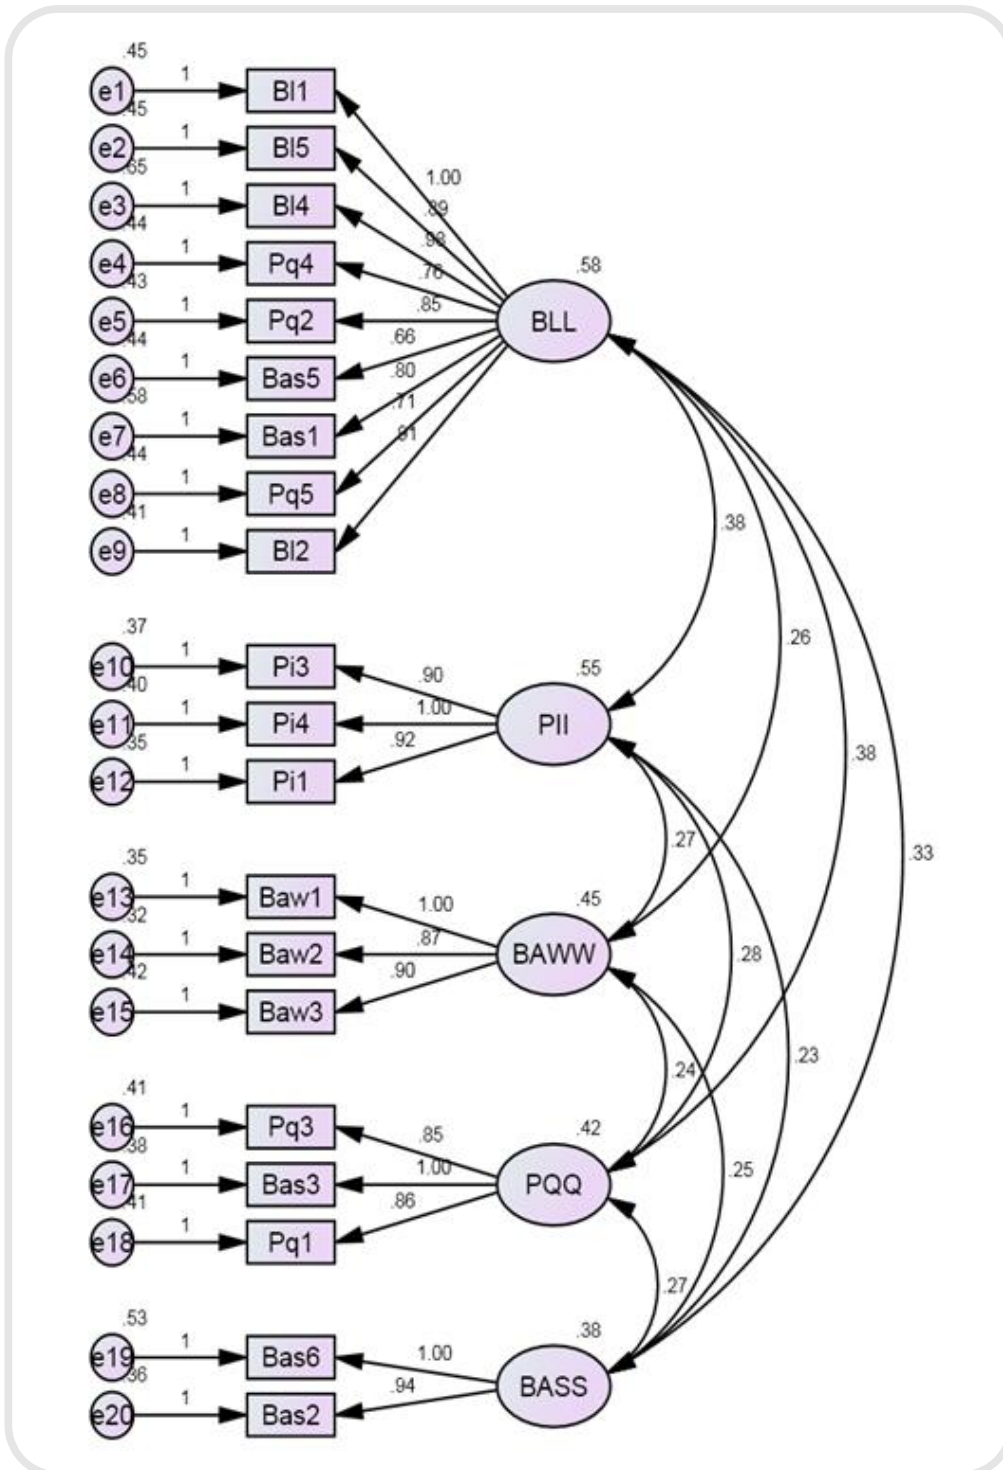 .45
e1 1 Bl1
.45
e2 1 Bl5
.65
e3 1 Bl4
.44
e4 1 Pq4
.43
e5 1 Pq2
.44
e6 1 Bas5
.58
e7 1 Bas1
.44
e8 1 Pq5
.41
e9 1 Bl2
1.00
.89
.98
.76
.85
.66
.80
.71
.91
.58
BLL
.37
e10 1 Pi3
.40
e11 1 Pi4
.35
e12 1 Pi1
.90
1.00
.92
.55
PII
.35
e13 1 Baw1
.32
e14 1 Baw2
.42
e15 1 Baw3
1.00
.87
.90
.45
BAWW
.41
e16 1 Pq3
.38
e17 1 Bas3
.41
e18 1 Pq1
.85
1.00
.86
.42
PQQ
.53
e19 1 Bas6
.36
e20 1 Bas2
1.00
.94
.38
BASS
.38
.26
.38
.33
.27
.28
.23
.24
.25
.27